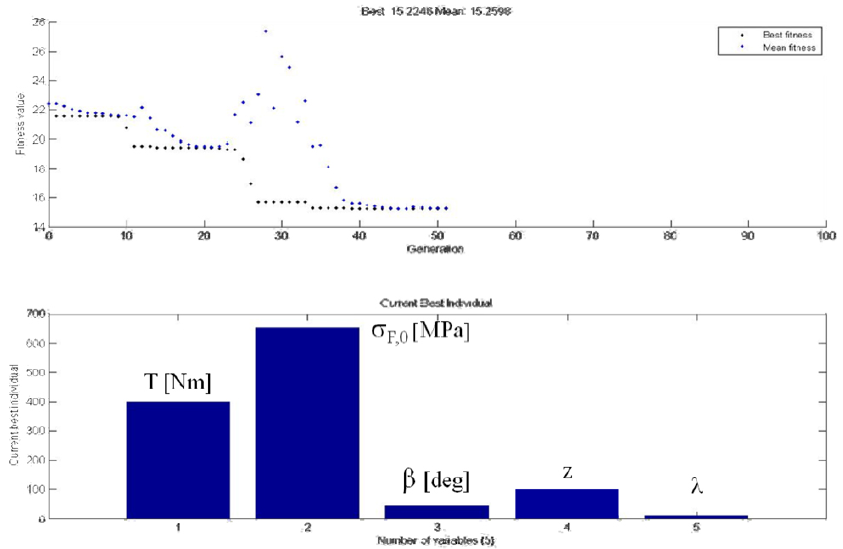 Best: 15.2246 Mean: 15.2598
28
26
24
22
20
18
16
14
Fitness value
Best fitness
Mean fitness
0 10 20 30 40 50 60 70 80 90 100
Generation
Current Best Individual
700
600
500
400
300
200
100
0
Current best individual
T [Nm]
σF,0 [MPa]
β [deg]
z
λ
1 2 3 4 5
Number of variables (5)